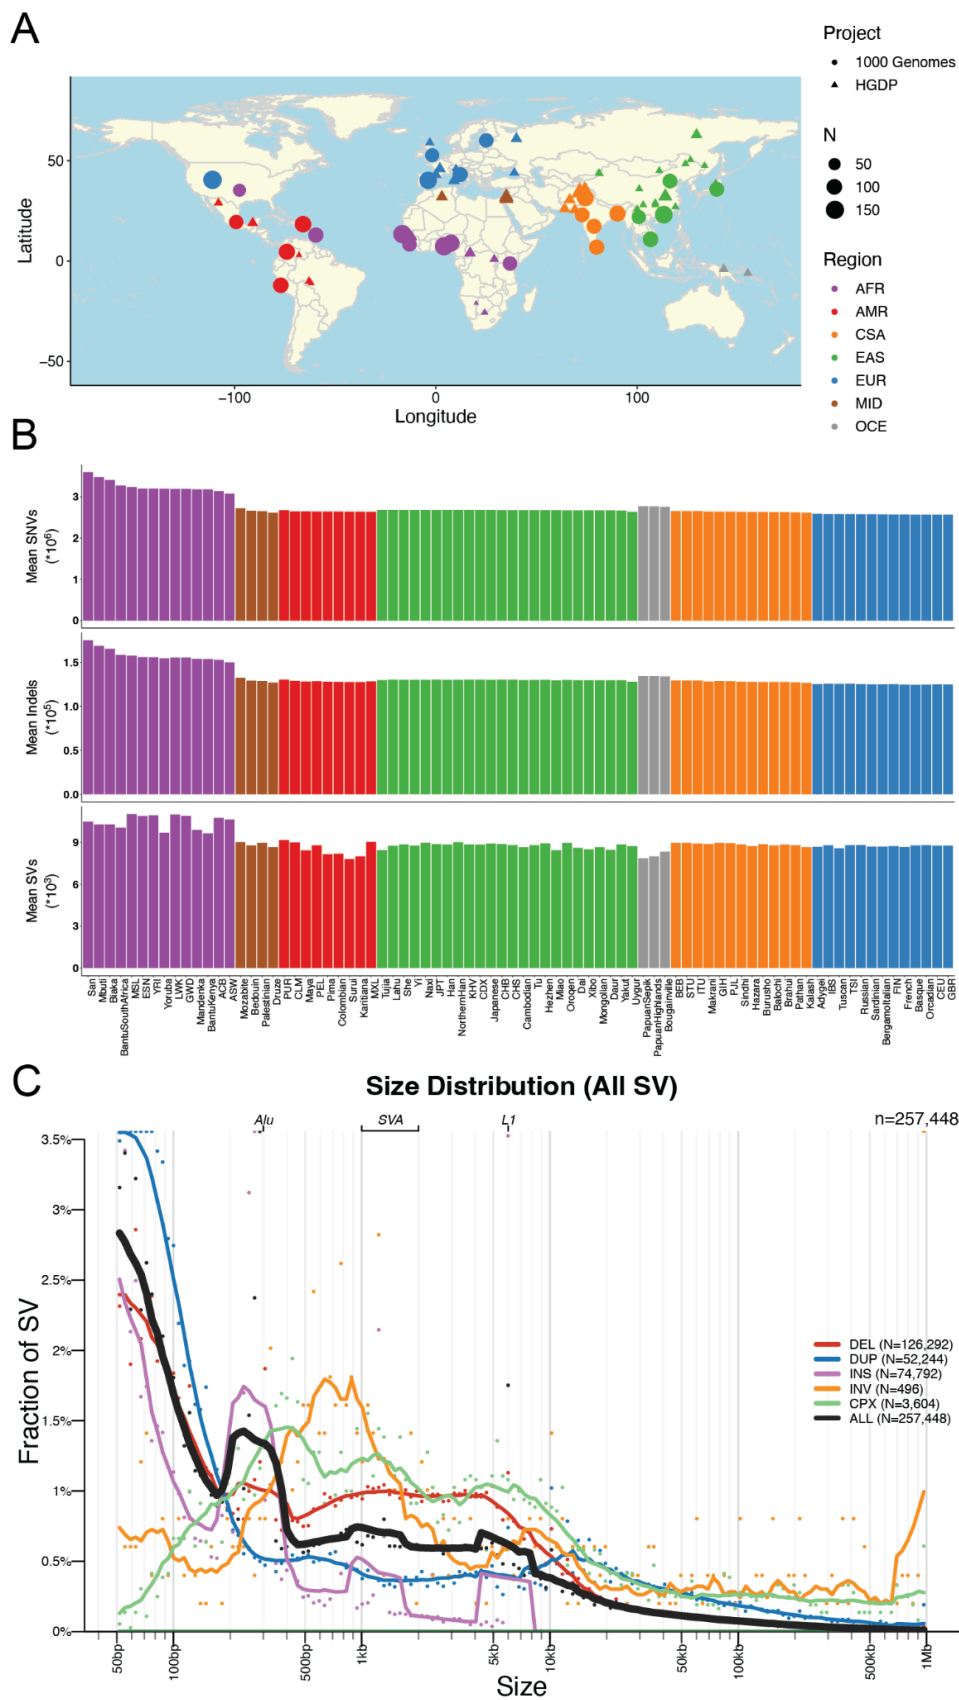 A
Project
1000 Genomes
HGDP
N
50
100
150
Region
AFR
AMR
CSA
EAS
EUR
MID
OCE
Latitude
50
0
−50
−100
0
100
Longitude
B
Mean SNVs
(*10⁶)
3
2
1
0
Mean Indels
(*10⁵)
1.5
1.0
0.5
0.0
Mean SVs
(*10³)
9
6
3
0
San
Mbuti
Biaka
BantuSouthAfrica
MSL
ESN
YRI
Yoruba
LWK
GWD
Mandenka
BantuKenya
ACB
ASW
Mozabite
Bedouin
Palestinian
Druze
PUR
CLM
Maya
PEL
Pima
Colombian
Surui
Karitiana
MXL
Tujia
Lahu
She
Yi
Naxi
JPT
Han
NorthernHan
KHV
CDX
Japanese
CHB
CHS
Cambodian
Tu
Hezhen
Miao
Oroqen
Dai
Xibo
Mongolian
Daur
Yakut
Uygur
PapuanSepik
PapuanHighlands
Bougainville
BEB
STU
ITU
Makrani
GIH
PJL
Sindhi
Hazara
Burusho
Balochi
Brahui
Pathan
Kalash
Adygei
IBS
Tuscan
TSI
Russian
Sardinian
BergamoItalian
FIN
French
Basque
Orcadian
CEU
GBR
C
Size Distribution (All SV)
Alu
SVA
L1
n=257,448
Fraction of SV
3.5%
3%
2.5%
2%
1.5%
1%
0.5%
0%
DEL (N=126,292)
DUP (N=52,244)
INS (N=74,792)
INV (N=496)
CPX (N=3,604)
ALL (N=257,448)
50bp
100bp
500bp
1kb
5kb
10kb
50kb
100kb
500kb
1Mb
Size